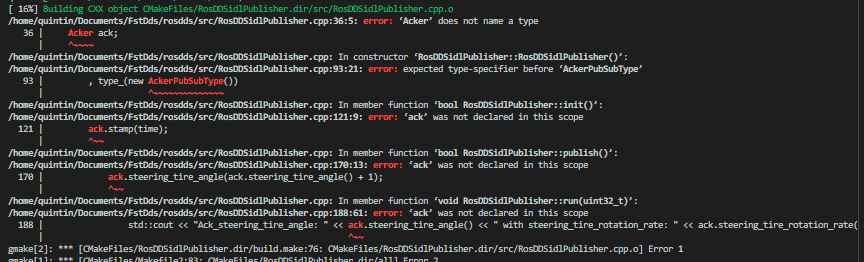 [ 16%] Building CXX object CMakeFiles/RosDDSidlPublisher.dir/src/RosDDSidlPublisher.cpp.o
/home/quintin/Documents/FstDds/rosdds/src/RosDDSidlPublisher.cpp:36:5: error: ‘Acker’ does not name a type
36 | Acker ack;
| ^~~~~
/home/quintin/Documents/FstDds/rosdds/src/RosDDSidlPublisher.cpp: In constructor ‘RosDDSidlPublisher::RosDDSidlPublisher()’:
/home/quintin/Documents/FstDds/rosdds/src/RosDDSidlPublisher.cpp:93:21: error: expected type-specifier before ‘AckerPubSubType’
93 | , type_(new AckerPubSubType())
| ^~~~~~~~~~~~~~~
/home/quintin/Documents/FstDds/rosdds/src/RosDDSidlPublisher.cpp: In member function ‘bool RosDDSidlPublisher::init()’:
/home/quintin/Documents/FstDds/rosdds/src/RosDDSidlPublisher.cpp:121:9: error: ‘ack’ was not declared in this scope
121 | ack.stamp(time);
| ^~~
/home/quintin/Documents/FstDds/rosdds/src/RosDDSidlPublisher.cpp: In member function ‘bool RosDDSidlPublisher::publish()’:
/home/quintin/Documents/FstDds/rosdds/src/RosDDSidlPublisher.cpp:170:13: error: ‘ack’ was not declared in this scope
170 | ack.steering_tire_angle(ack.steering_tire_angle() + 1);
| ^~~
/home/quintin/Documents/FstDds/rosdds/src/RosDDSidlPublisher.cpp: In member function ‘void RosDDSidlPublisher::run(uint32_t)’:
/home/quintin/Documents/FstDds/rosdds/src/RosDDSidlPublisher.cpp:188:61: error: ‘ack’ was not declared in this scope
188 | std::cout << "Ack_steering_tire_angle: " << ack.steering_tire_angle() << " with steering_tire_rotation_rate: " << ack.steering_tire_rotation_rate(
| ^~~
gmake[2]: *** [CMakeFiles/RosDDSidlPublisher.dir/build.make:76: CMakeFiles/RosDDSidlPublisher.dir/src/RosDDSidlPublisher.cpp.o] Error 1
gmake[1]: *** [CMakeFiles/Makefile2:83: CMakeFiles/RosDDSidlPublisher.dir/all] Error 2